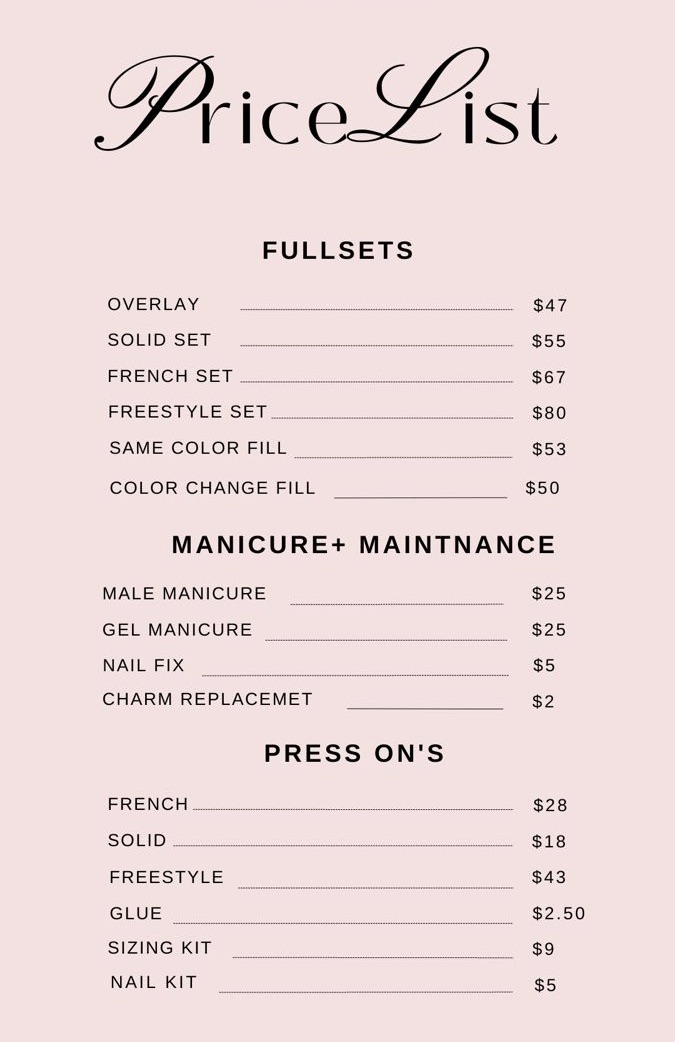 PriceList
FULLSETS
OVERLAY $47
SOLID SET $55
FRENCH SET $67
FREESTYLE SET $80
SAME COLOR FILL $53
COLOR CHANGE FILL $50
MANICURE+ MAINTNANCE
MALE MANICURE $25
GEL MANICURE $25
NAIL FIX $5
CHARM REPLACEMET $2
PRESS ON'S
FRENCH $28
SOLID $18
FREESTYLE $43
GLUE $2.50
SIZING KIT $9
NAIL KIT $5